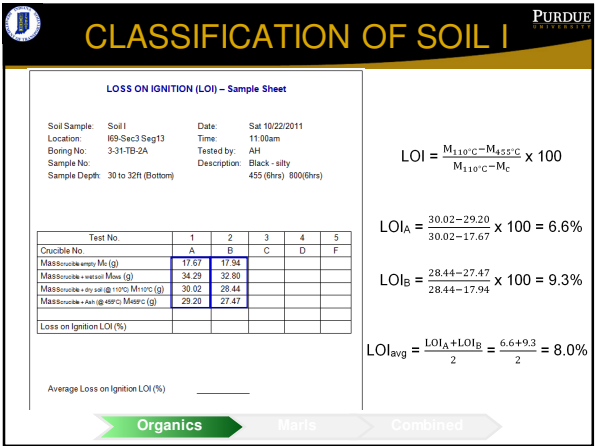 PURDUE
UNIVERSITY
CLASSIFICATION OF SOIL I
LOSS ON IGNITION (LOI) – Sample Sheet
Soil Sample: Soil I Date: Sat 10/22/2011
Location: I69-Sec3 Seg13 Time: 11:00am
Boring No: 3-31-TB-2A Tested by: AH
Sample No: Description: Black - silty
Sample Depth: 30 to 32ft (Bottom) 455 (6hrs) 800(6hrs)
LOI = (M110°C−M455°C)/(M110°C−Mc) x 100
LOIA = (30.02−29.20)/(30.02−17.67) x 100 = 6.6%
LOIB = (28.44−27.47)/(28.44−17.94) x 100 = 9.3%
LOIavg = (LOIA+LOIB)/2 = (6.6+9.3)/2 = 8.0%
Test No. 1 2 3 4 5
Crucible No. A B C D F
Masscrucible empty Mc (g) 17.67 17.94
Masscrucible + wet soil Mcws (g) 34.29 32.80
Masscrucible + dry soil (@ 110°C) M110°C (g) 30.02 28.44
Masscrucible + Ash (@ 455°C) M455°C (g) 29.20 27.47
Loss on Ignition LOI (%)
Average Loss on Ignition LOI (%)
Organics Marls Combined